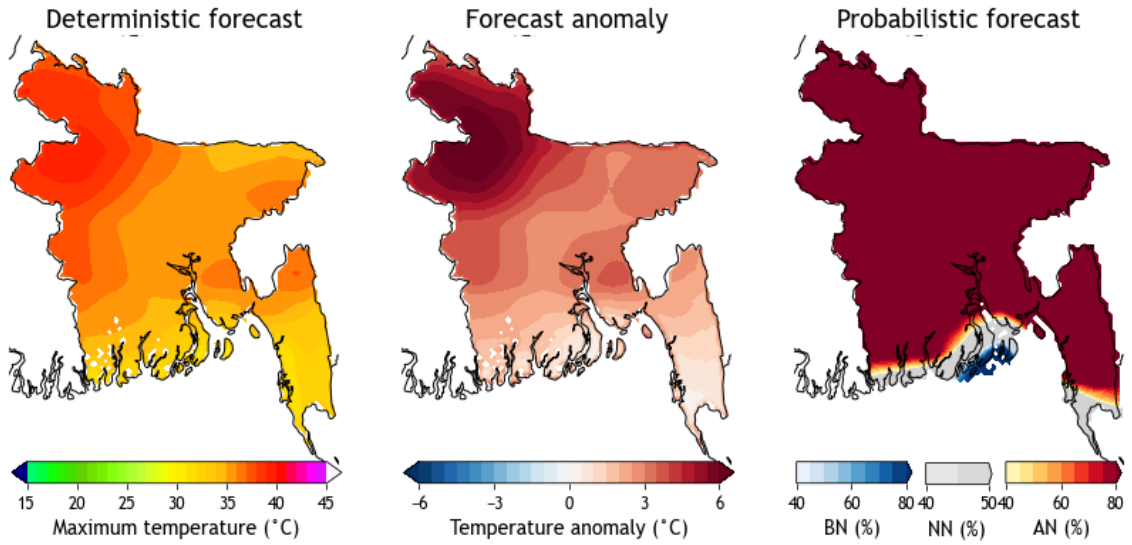 Deterministic forecast
Forecast anomaly
Probabilistic forecast
15 20 25 30 35 40 45
Maximum temperature (˚C)
−6 −3 0 3 6
Temperature anomaly (˚C)
40 60 80
BN (%)
40 50
NN (%)
40 60 80
AN (%)